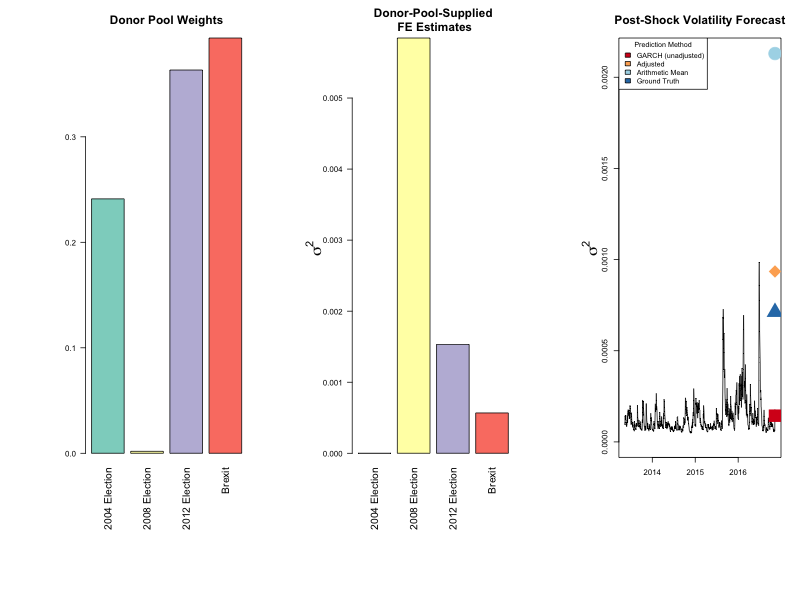 Donor Pool Weights
0.3
0.2
0.1
0.0
2004 Election
2008 Election
2012 Election
Brexit
Donor-Pool-Supplied
FE Estimates
σ²
0.005
0.004
0.003
0.002
0.001
0.000
2004 Election
2008 Election
2012 Election
Brexit
Post-Shock Volatility Forecast
Prediction Method
GARCH (unadjusted)
Adjusted
Arithmetic Mean
Ground Truth
σ²
0.0020
0.0015
0.0010
0.0005
0.0000
2014 2015 2016